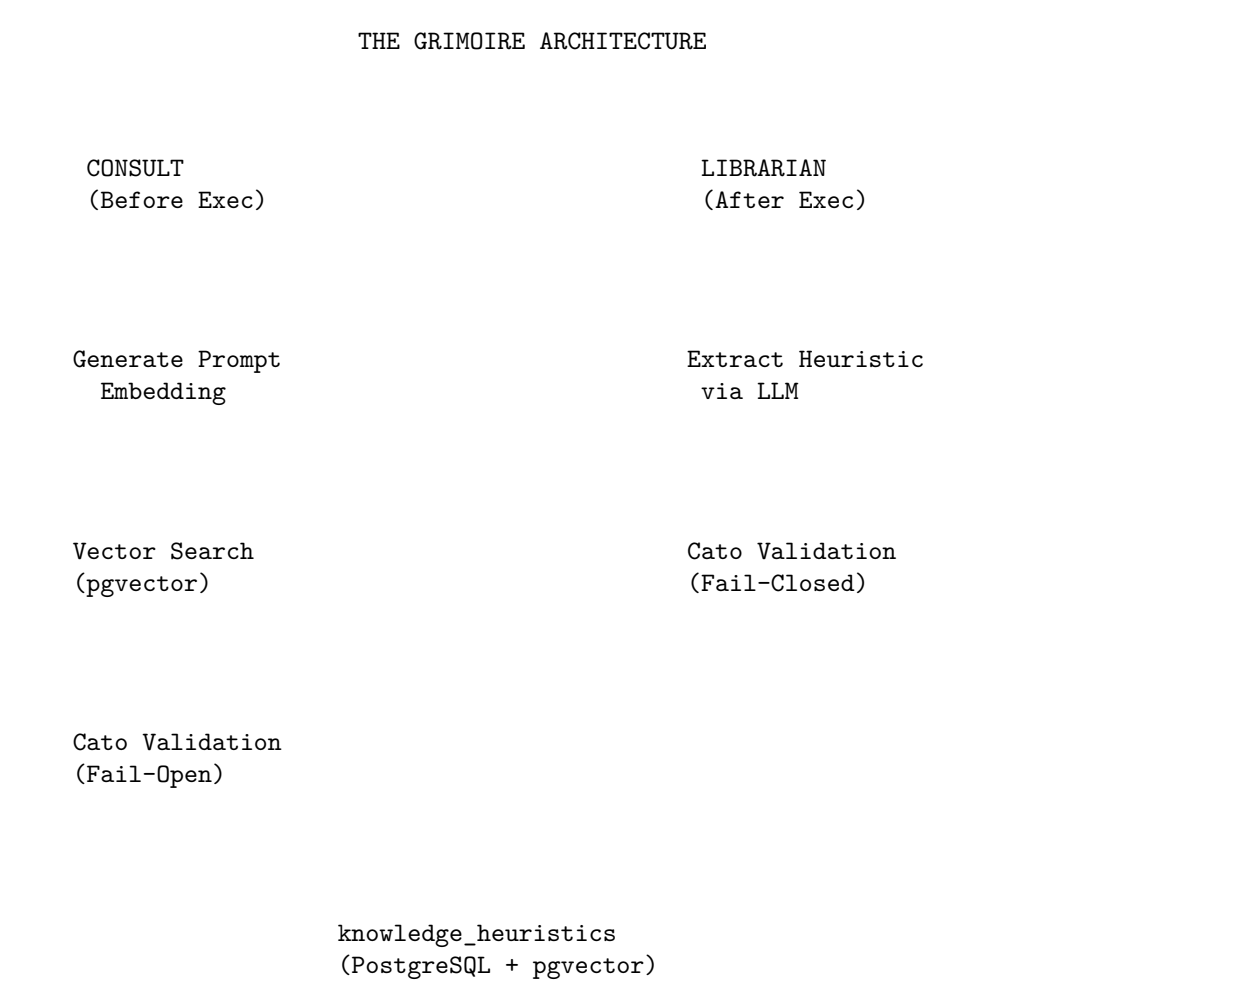 THE GRIMOIRE ARCHITECTURE
CONSULT
(Before Exec)
LIBRARIAN
(After Exec)
Generate Prompt
Embedding
Extract Heuristic
via LLM
Vector Search
(pgvector)
Cato Validation
(Fail-Closed)
Cato Validation
(Fail-Open)
knowledge_heuristics
(PostgreSQL + pgvector)